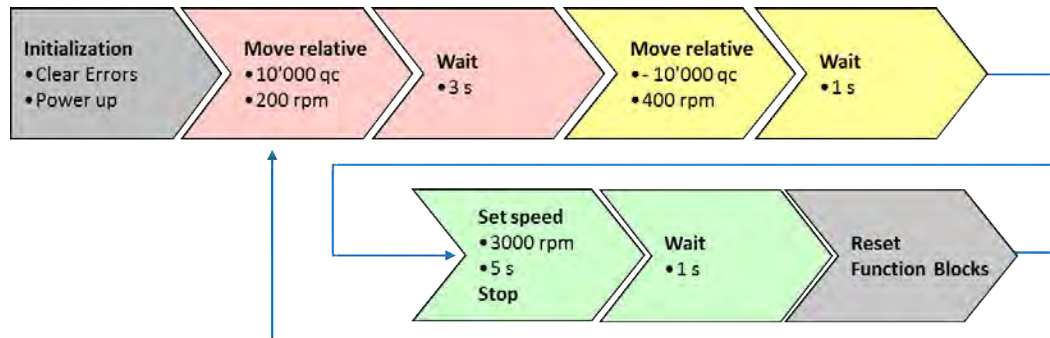 Initialization
•Clear Errors
•Power up
Move relative
•10'000 qc
•200 rpm
Wait
•3 s
Move relative
•- 10'000 qc
•400 rpm
Wait
•1 s
Set speed
•3000 rpm
•5 s
Stop
Wait
•1 s
Reset
Function Blocks